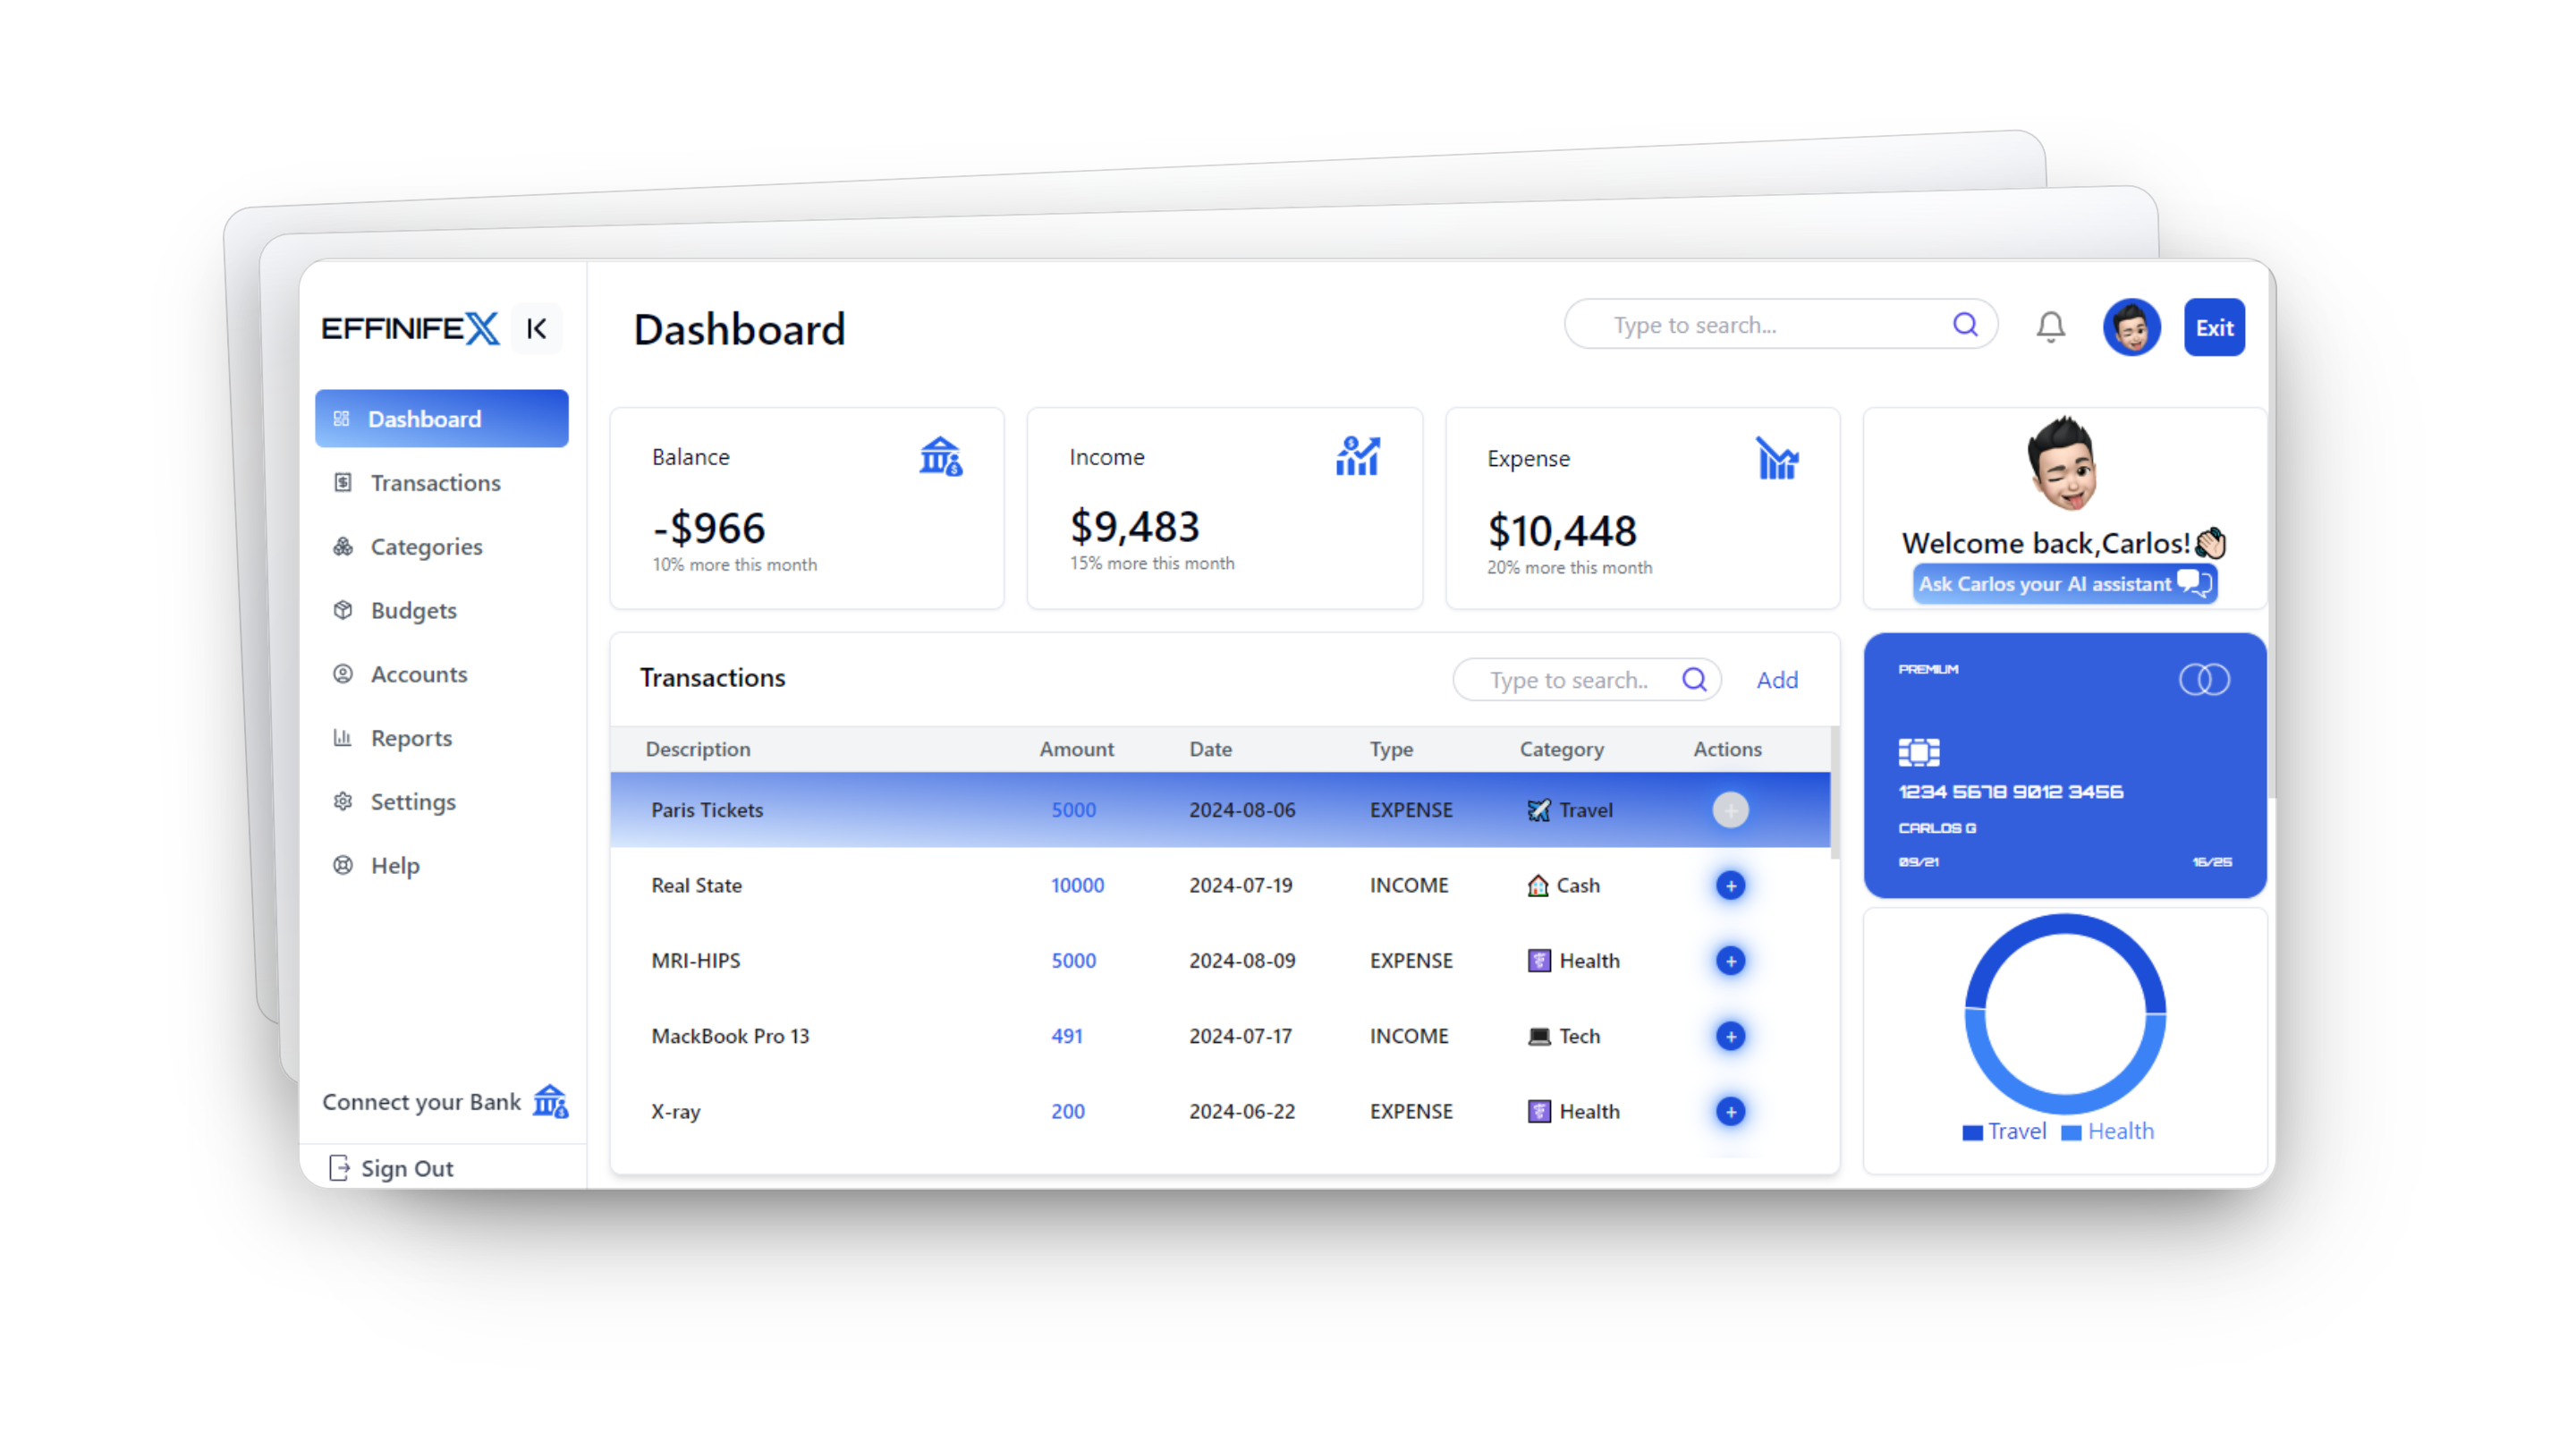 EFFINIFEX
Dashboard
Transactions
Categories
Budgets
Accounts
Reports
Settings
Help
Connect your Bank
Sign Out
Dashboard
Type to search...
Exit
Balance
-$966
10% more this month
Income
$9,483
15% more this month
Expense
$10,448
20% more this month
Welcome back,Carlos!👋🏻
Ask Carlos your AI assistant
Transactions
Type to search..
Add
Description Amount Date Type Category Actions
Paris Tickets 5000 2024-08-06 EXPENSE ✈️ Travel +
Real State 10000 2024-07-19 INCOME 🏠 Cash +
MRI-HIPS 5000 2024-08-09 EXPENSE ⚕️ Health +
MackBook Pro 13 491 2024-07-17 INCOME 💻 Tech +
X-ray 200 2024-06-22 EXPENSE ⚕️ Health +
PREMIUM
1234 5678 9012 3456
CARLOS G
09/21 16/25
Travel Health